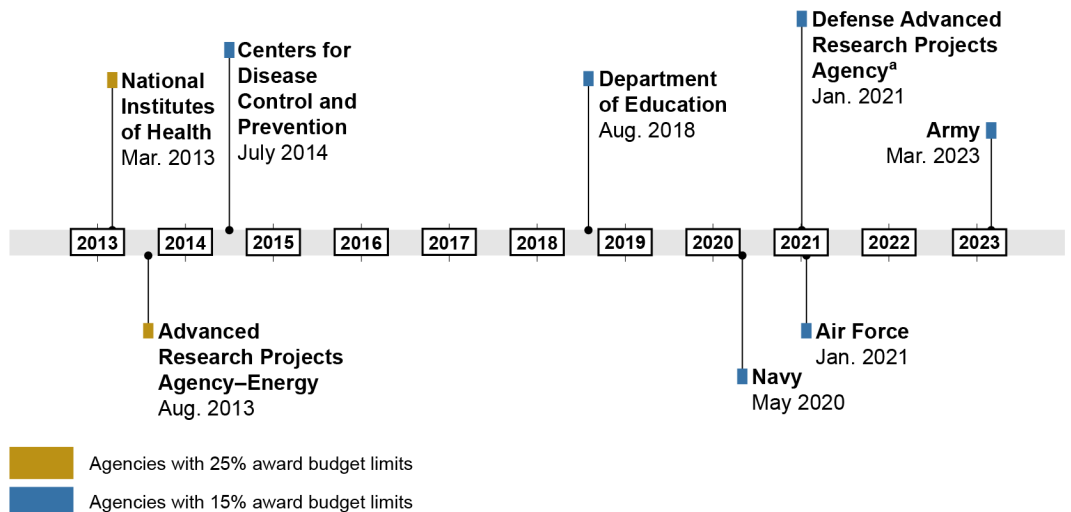 National
Institutes
of Health
Mar. 2013
Centers for
Disease
Control and
Prevention
July 2014
Department
of Education
Aug. 2018
Defense Advanced
Research Projects
Agencyᵃ
Jan. 2021
Army
Mar. 2023
2013 2014 2015 2016 2017 2018 2019 2020 2021 2022 2023
Advanced
Research Projects
Agency–Energy
Aug. 2013
Navy
May 2020
Air Force
Jan. 2021
Agencies with 25% award budget limits
Agencies with 15% award budget limits